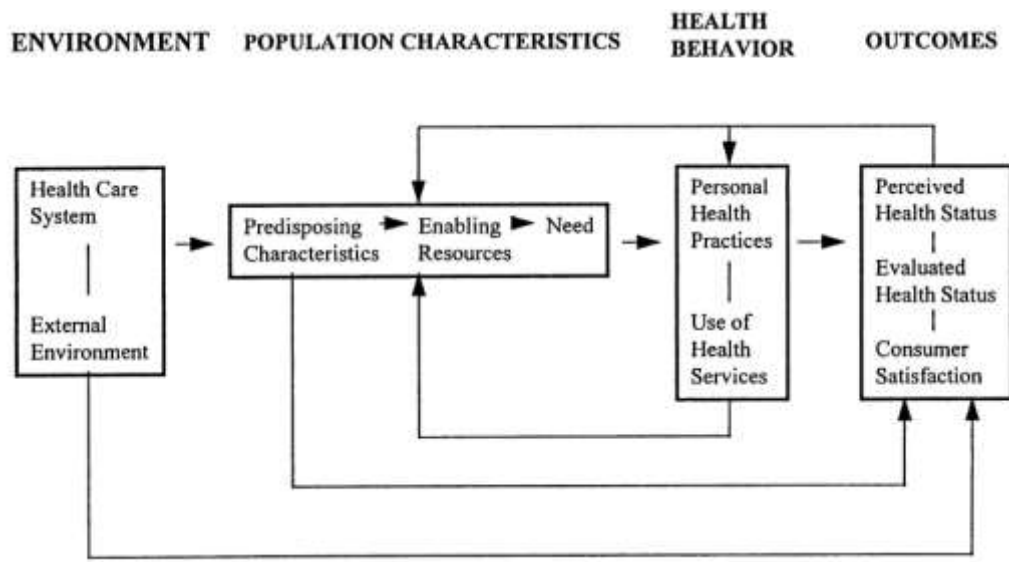 ENVIRONMENT
POPULATION CHARACTERISTICS
HEALTH
BEHAVIOR
OUTCOMES
Health Care
System
External
Environment
Predisposing
Characteristics
Enabling
Resources
Need
Personal
Health
Practices
Use of
Health
Services
Perceived
Health Status
Evaluated
Health Status
Consumer
Satisfaction